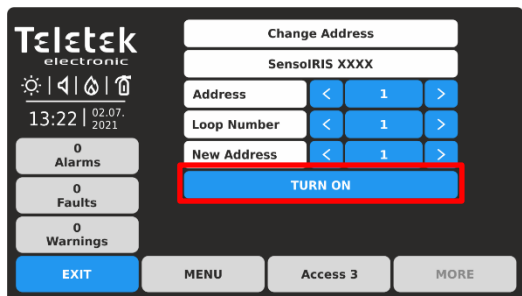 Teletek
electronic
13:22 02.07.
2021
0
Alarms
0
Faults
0
Warnings
Change Address
SensoIRIS XXXX
Address < 1 >
Loop Number < 1 >
New Address < 1 >
TURN ON
EXIT MENU Access 3 MORE